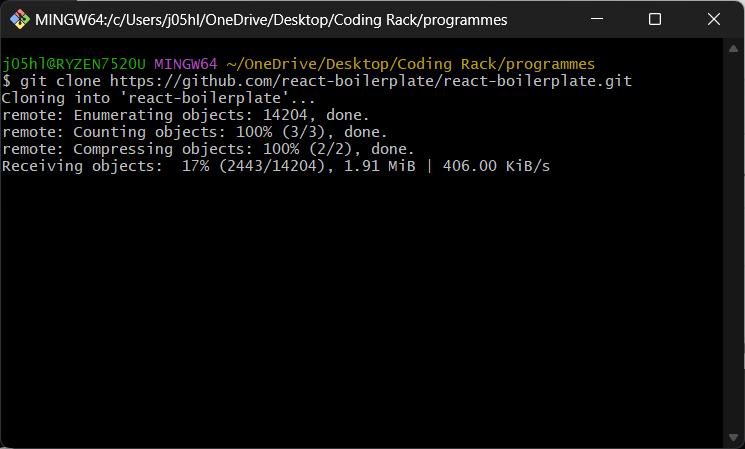 MINGW64:/c/Users/j05hl/OneDrive/Desktop/Coding Rack/programmes
j05hl@RYZEN7520U MINGW64 ~/OneDrive/Desktop/Coding Rack/programmes
$ git clone https://github.com/react-boilerplate/react-boilerplate.git
Cloning into 'react-boilerplate'...
remote: Enumerating objects: 14204, done.
remote: Counting objects: 100% (3/3), done.
remote: Compressing objects: 100% (2/2), done.
Receiving objects:  17% (2443/14204), 1.91 MiB | 406.00 KiB/s